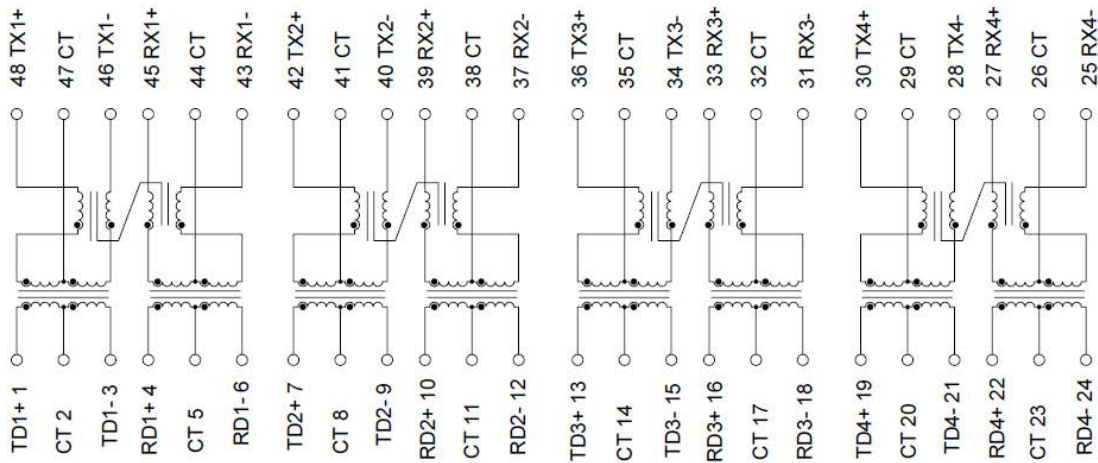 48 TX1+
47 CT
46 TX1-
45 RX1+
44 CT
43 RX1-
42 TX2+
41 CT
40 TX2-
39 RX2+
38 CT
37 RX2-
36 TX3+
35 CT
34 TX3-
33 RX3+
32 CT
31 RX3-
30 TX4+
29 CT
28 TX4-
27 RX4+
26 CT
25 RX4-
TD1+ 1
CT 2
TD1- 3
RD1+ 4
CT 5
RD1- 6
TD2+ 7
CT 8
TD2- 9
RD2+ 10
CT 11
RD2- 12
TD3+ 13
CT 14
TD3- 15
RD3+ 16
CT 17
RD3- 18
TD4+ 19
CT 20
TD4- 21
RD4+ 22
CT 23
RD4- 24